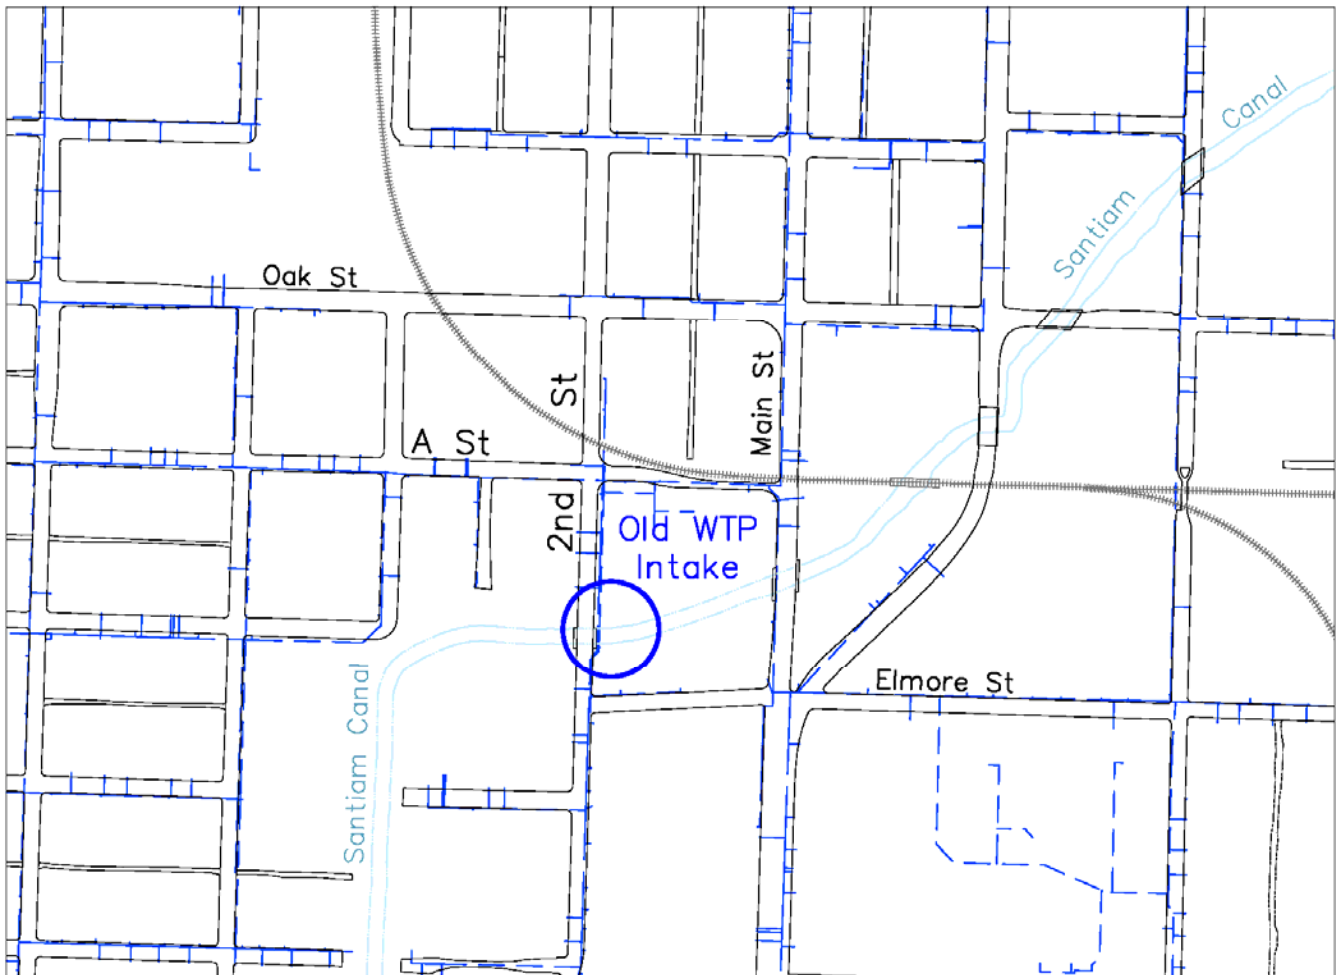 Canal
Santiam
Oak St
St
Main St
A St
2nd
Old WTP
Intake
Santiam Canal
Elmore St